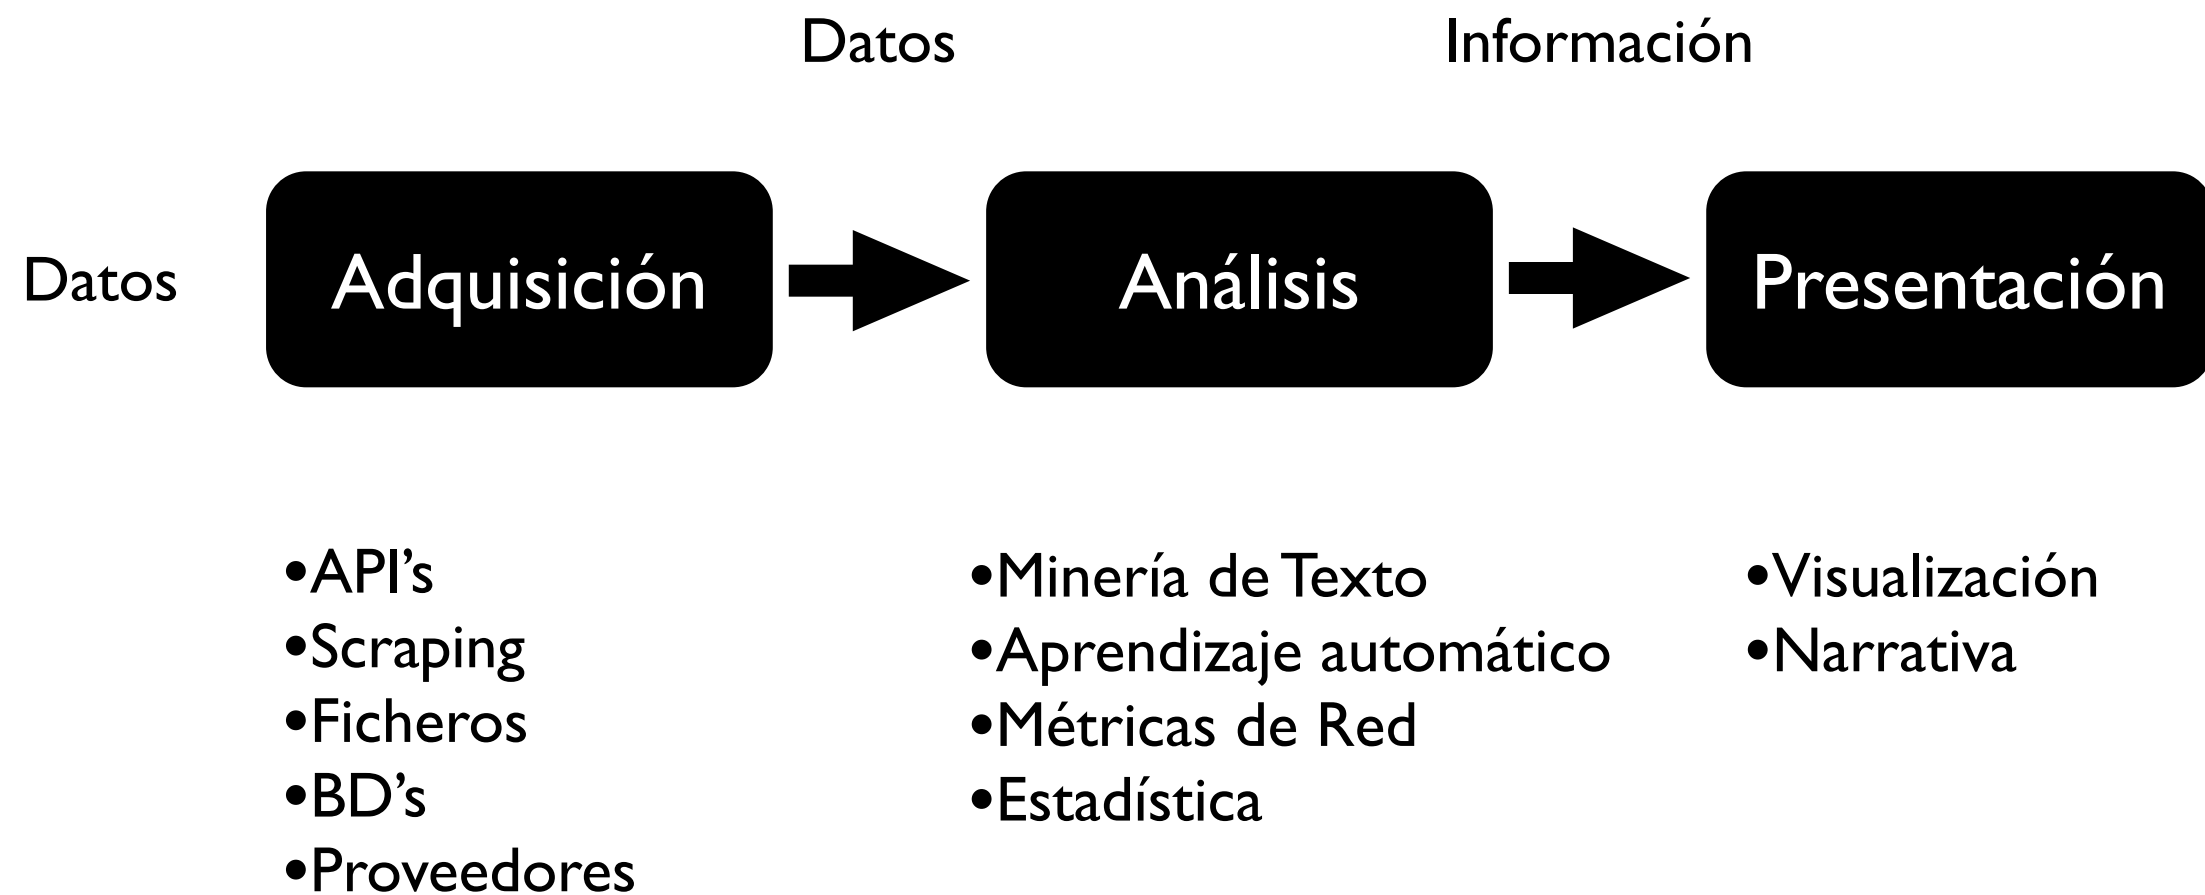 Datos
Información
Datos
Adquisición
Análisis
Presentación
•API’s
•Scraping
•Ficheros
•BD’s
•Proveedores
•Minería de Texto
•Aprendizaje automático
•Métricas de Red
•Estadística
•Visualización
•Narrativa